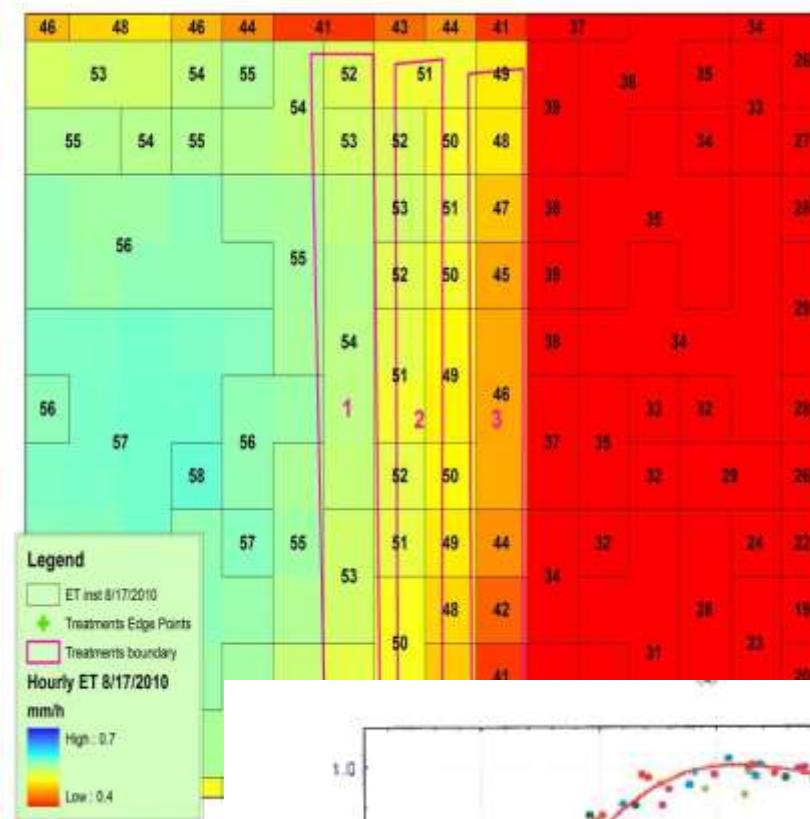 46 48 46 44 41 43 44 41 37 34
53 54 55 52 51 49 38 35 26
54 39 33
55 54 55 53 52 50 48 34 27
53 51 47 38 28
56 35
55 52 50 45 39
29
54 38 34
51 49 46
56 1 2 3 33 32 28
57 56 37 35
58 52 50 32 29 26
57 55 51 49 44 32 24 22
53 34
48 42 28 19
50 31 23
41 20
Legend
ET inst 8/17/2010
Treatments Edge Points
Treatments boundary
Hourly ET 8/17/2010
mm/h
High : 0.7
Low : 0.4
1.0